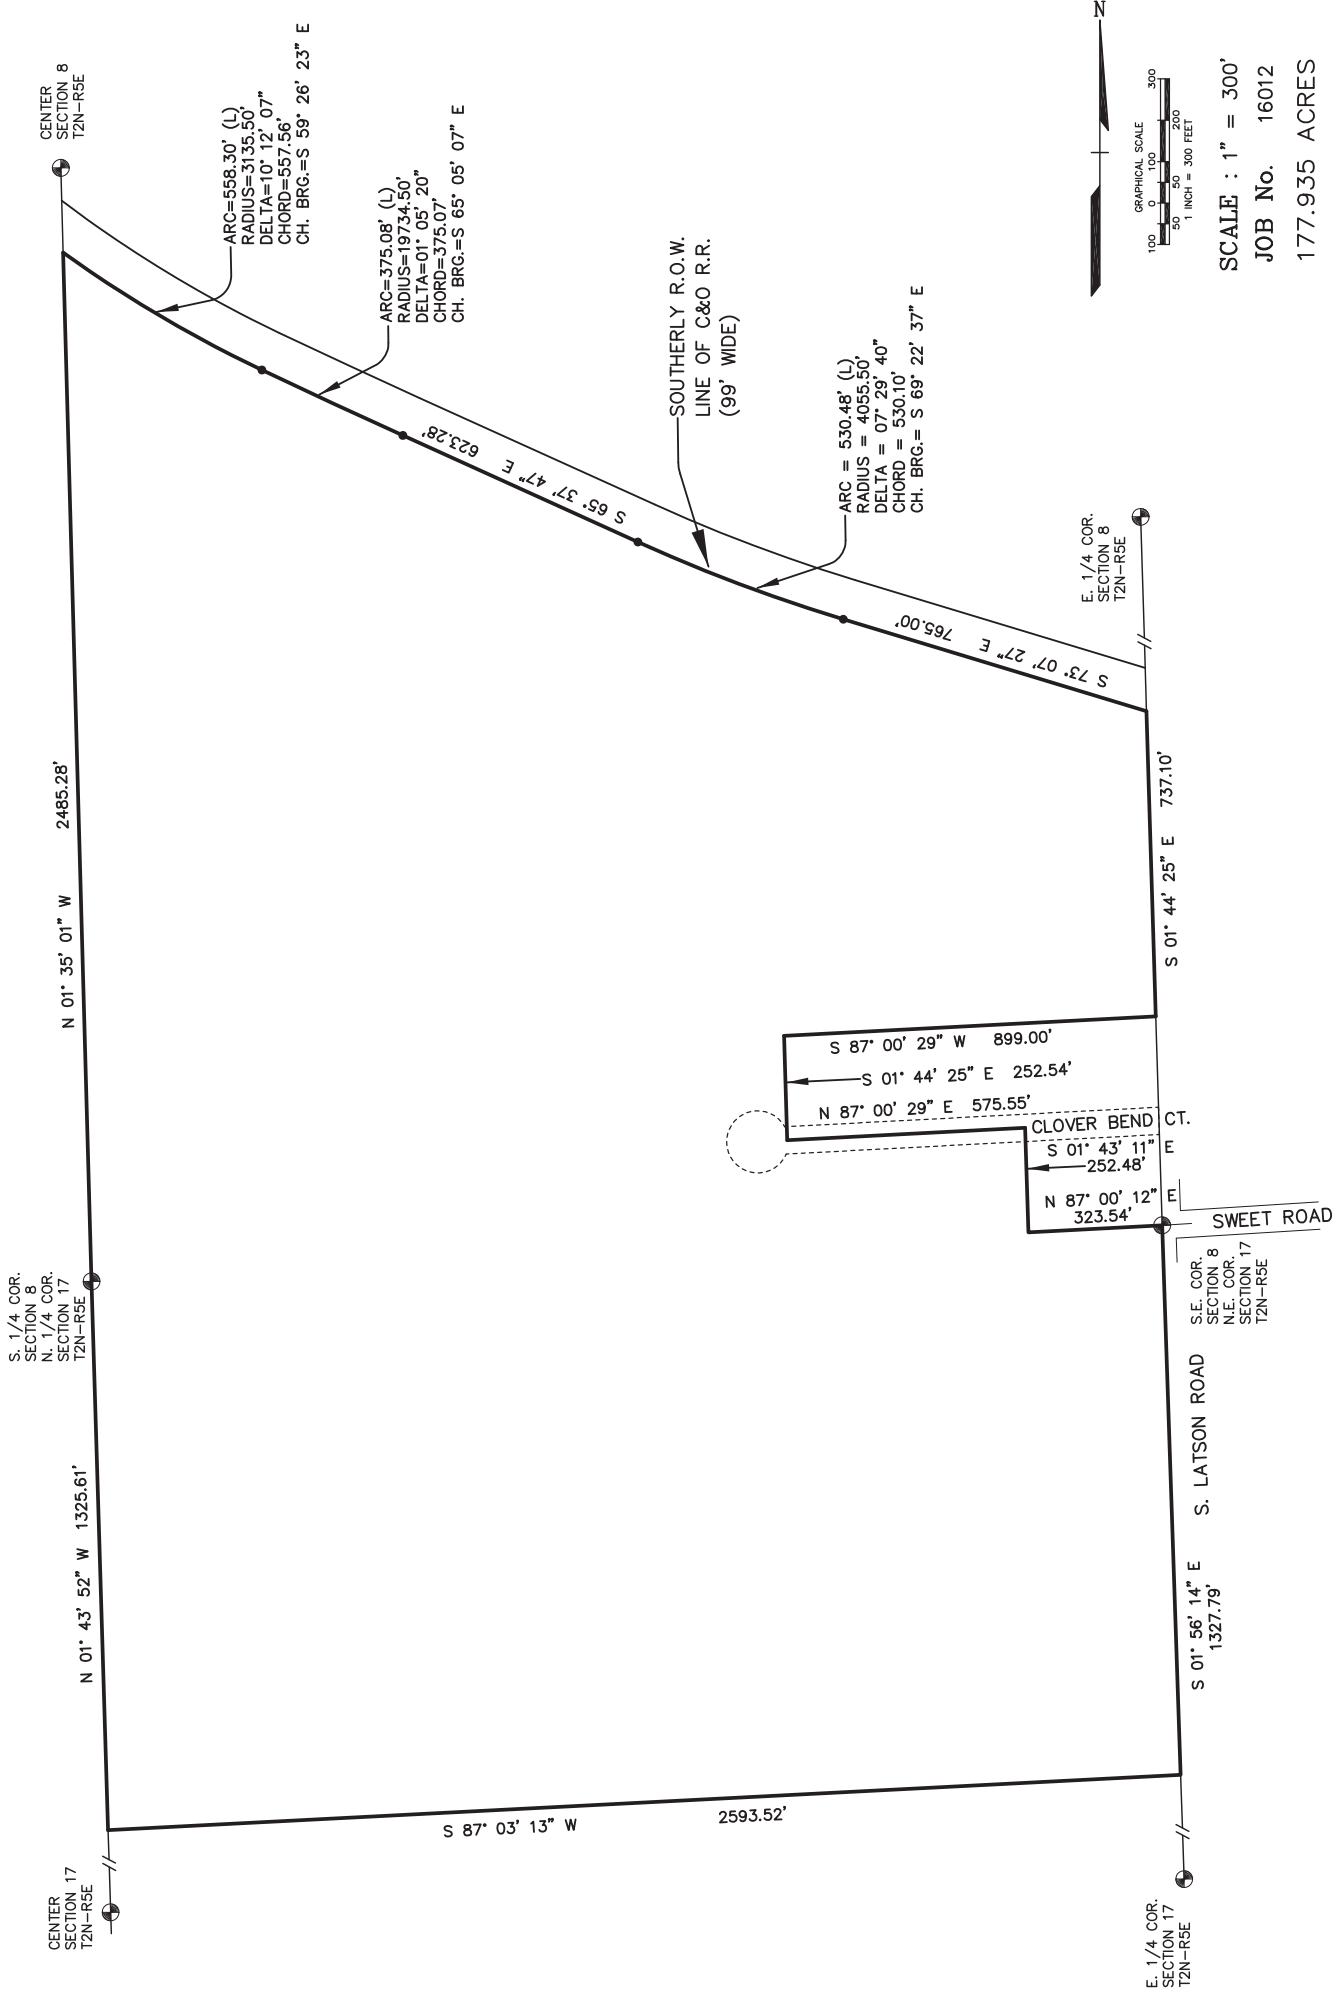 CENTER
SECTION 8
T2N-R5E
ARC=558.30' (L)
RADIUS=3135.50'
DELTA=10° 12' 07"
CHORD=557.56'
CH. BRG.=S 59° 26' 23" E
ARC=375.08' (L)
RADIUS=19734.50'
DELTA=01° 05' 20"
CHORD=375.07'
CH. BRG.=S 65° 05' 07" E
S 65° 37' 47" E 623.28'
SOUTHERLY R.O.W.
LINE OF C&O R.R.
(99' WIDE)
ARC = 530.48' (L)
RADIUS = 4055.50'
DELTA = 07° 29' 40"
CHORD = 530.10'
CH. BRG.= S 69° 22' 37" E
S 73° 07' 27" E 765.00'
E. 1/4 COR.
SECTION 8
T2N-R5E
N 01° 35' 01" W 2485.28'
S 01° 44' 25" E 737.10'
S 87° 00' 29" W 899.00'
S 01° 44' 25" E 252.54'
N 87° 00' 29" E 575.55'
CLOVER BEND CT.
S 01° 43' 11" E
252.48'
N 87° 00' 12" E
323.54'
SWEET ROAD
S.E. COR.
SECTION 8
N.E. COR.
SECTION 17
T2N-R5E
S. 1/4 COR.
SECTION 8
N. 1/4 COR.
SECTION 17
T2N-R5E
N 01° 43' 52" W 1325.61'
S. LATSON ROAD
S 01° 56' 14" E
1327.79'
S 87° 03' 13" W 2593.52'
CENTER
SECTION 17
T2N-R5E
E. 1/4 COR.
SECTION 17
T2N-R5E
N
GRAPHICAL SCALE
100 0 100 300
50 50 200
1 INCH = 300 FEET
SCALE : 1" = 300'
JOB No. 16012
177.935 ACRES